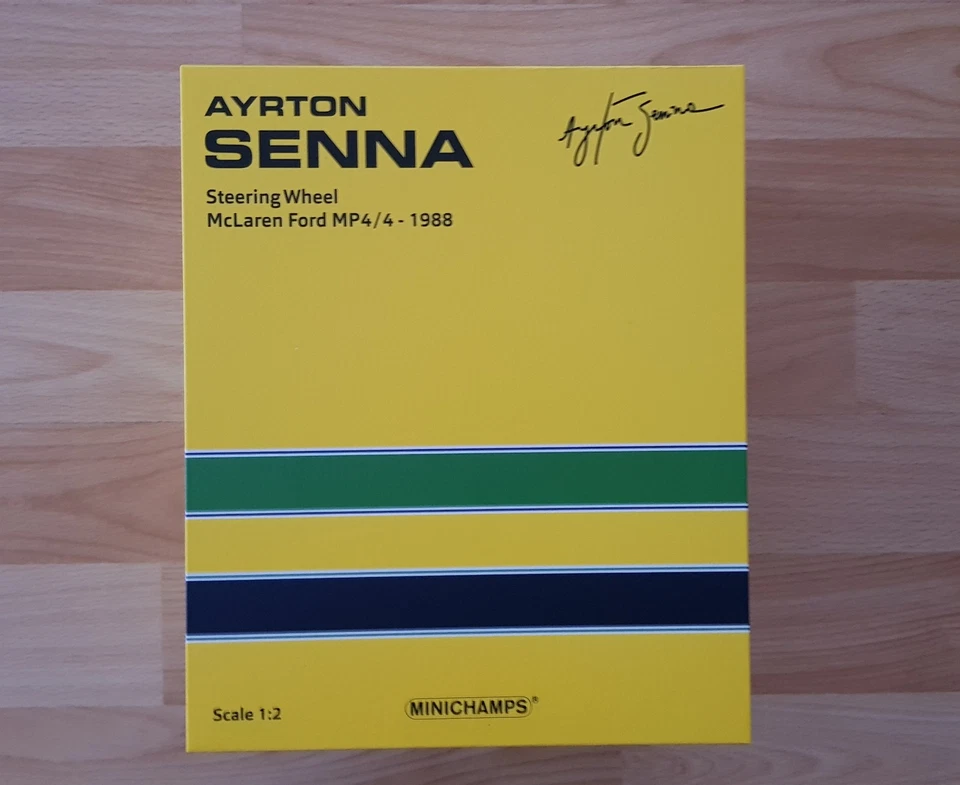 AYRTON
SENNA
Ayrton Senna
Steering Wheel
McLaren Ford MP4/4 - 1988
Scale 1:2
MINICHAMPS®